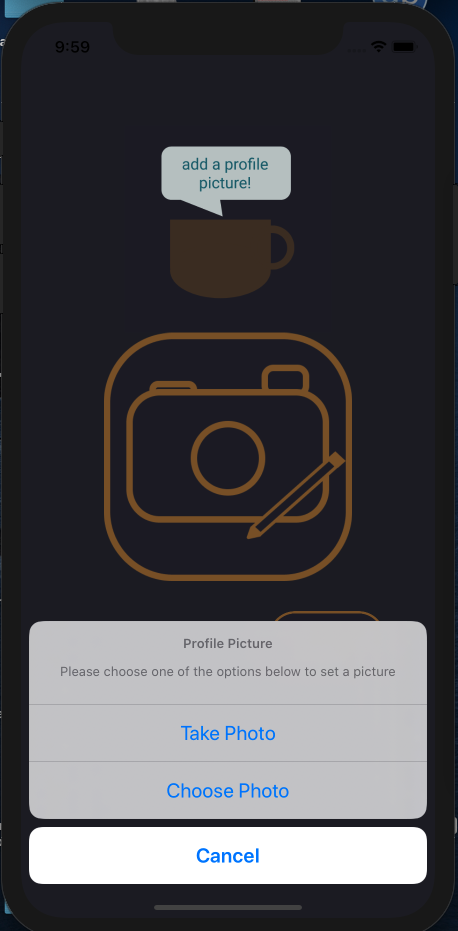 9:59
add a profile
picture!
Profile Picture
Please choose one of the options below to set a picture
Take Photo
Choose Photo
Cancel